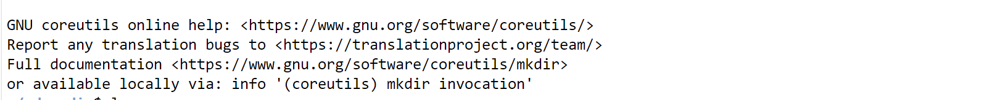 GNU coreutils online help: <https://www.gnu.org/software/coreutils/>
Report any translation bugs to <https://translationproject.org/team/>
Full documentation <https://www.gnu.org/software/coreutils/mkdir>
or available locally via: info '(coreutils) mkdir invocation'